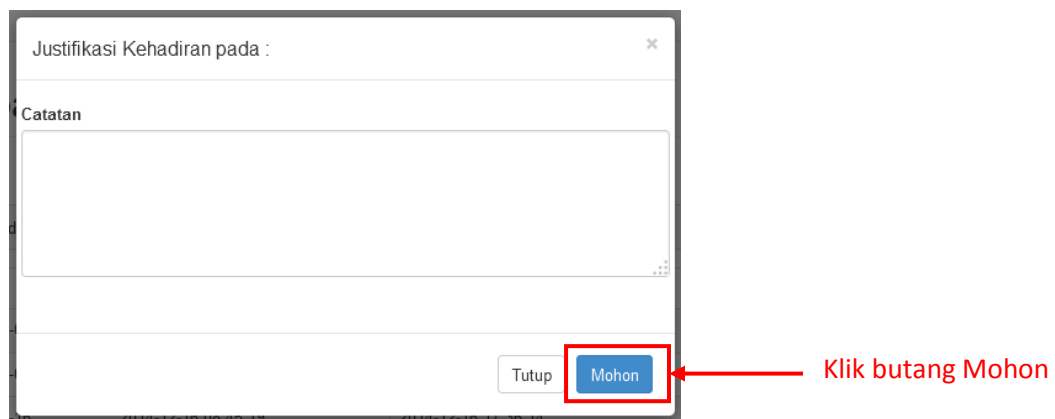 Justifikasi Kehadiran pada :
×
Catatan
Tutup
Mohon
Klik butang Mohon